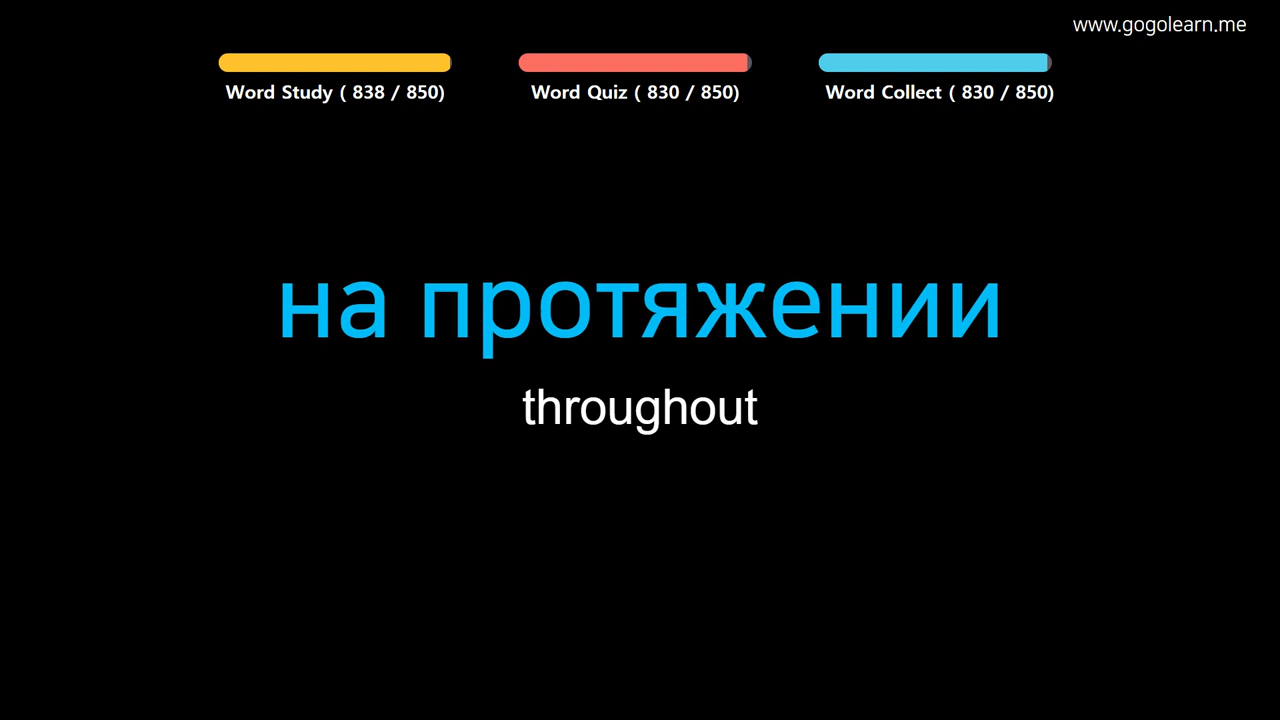 www.gogolearn.me
Word Study ( 838 / 850)
Word Quiz ( 830 / 850)
Word Collect ( 830 / 850)
на протяжении
throughout